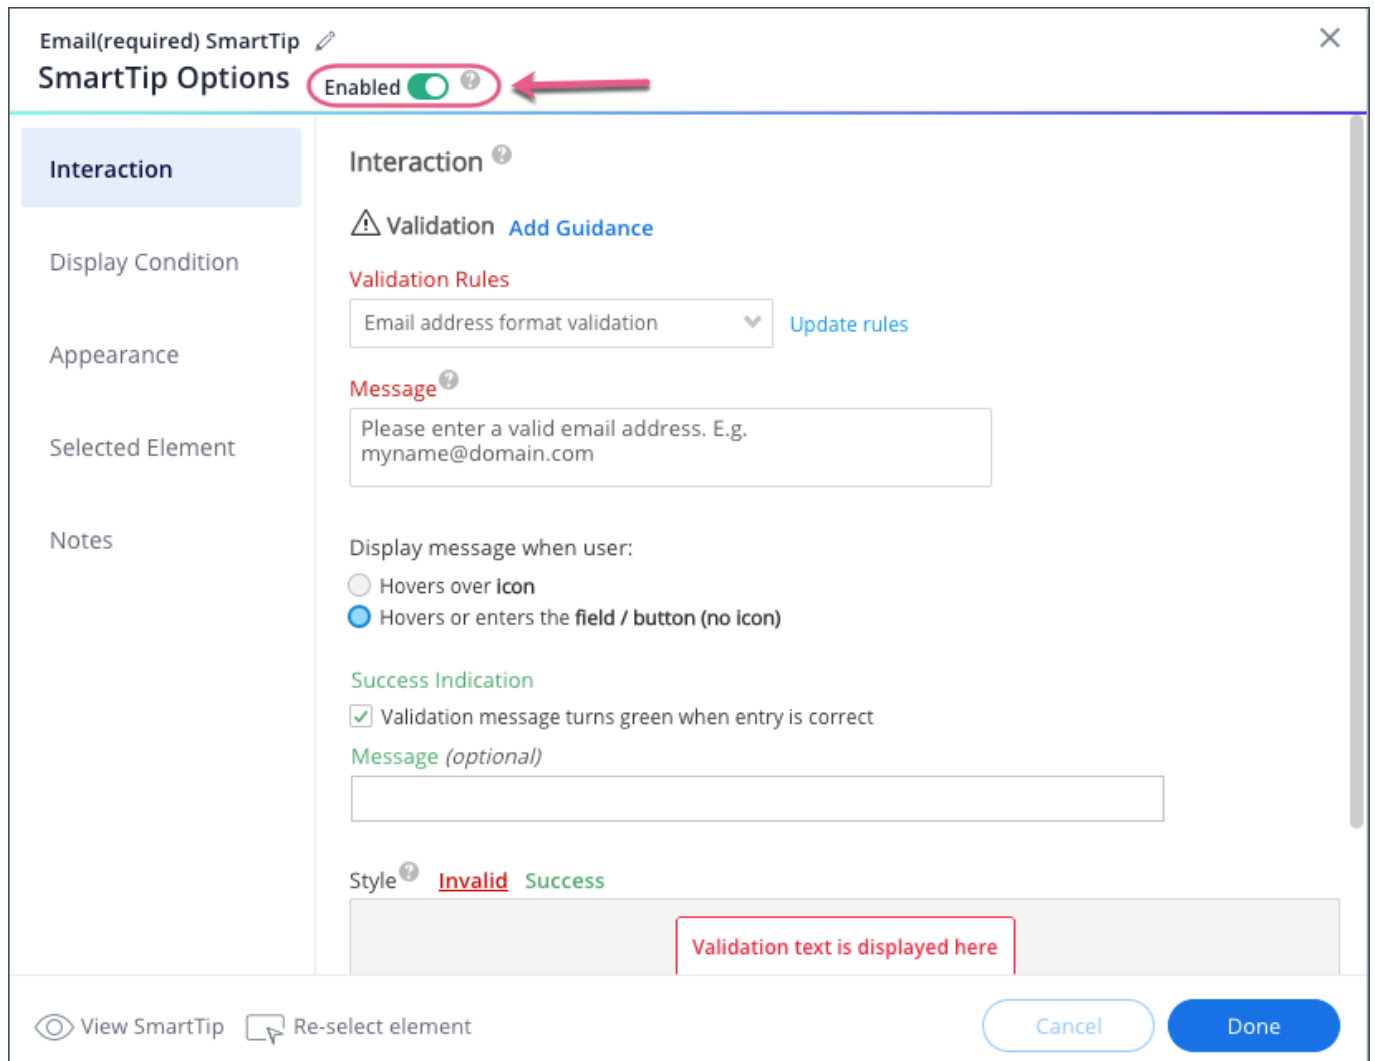 Email(required) SmartTip
SmartTip Options
Enabled
?
Interaction
Display Condition
Appearance
Selected Element
Notes
Interaction ?
Validation Add Guidance
Validation Rules
Email address format validation
Update rules
Message ?
Please enter a valid email address. E.g.
myname@domain.com
Display message when user:
Hovers over icon
Hovers or enters the field / button (no icon)
Success Indication
Validation message turns green when entry is correct
Message (optional)
Style ? Invalid Success
Validation text is displayed here
View SmartTip
Re-select element
Cancel
Done